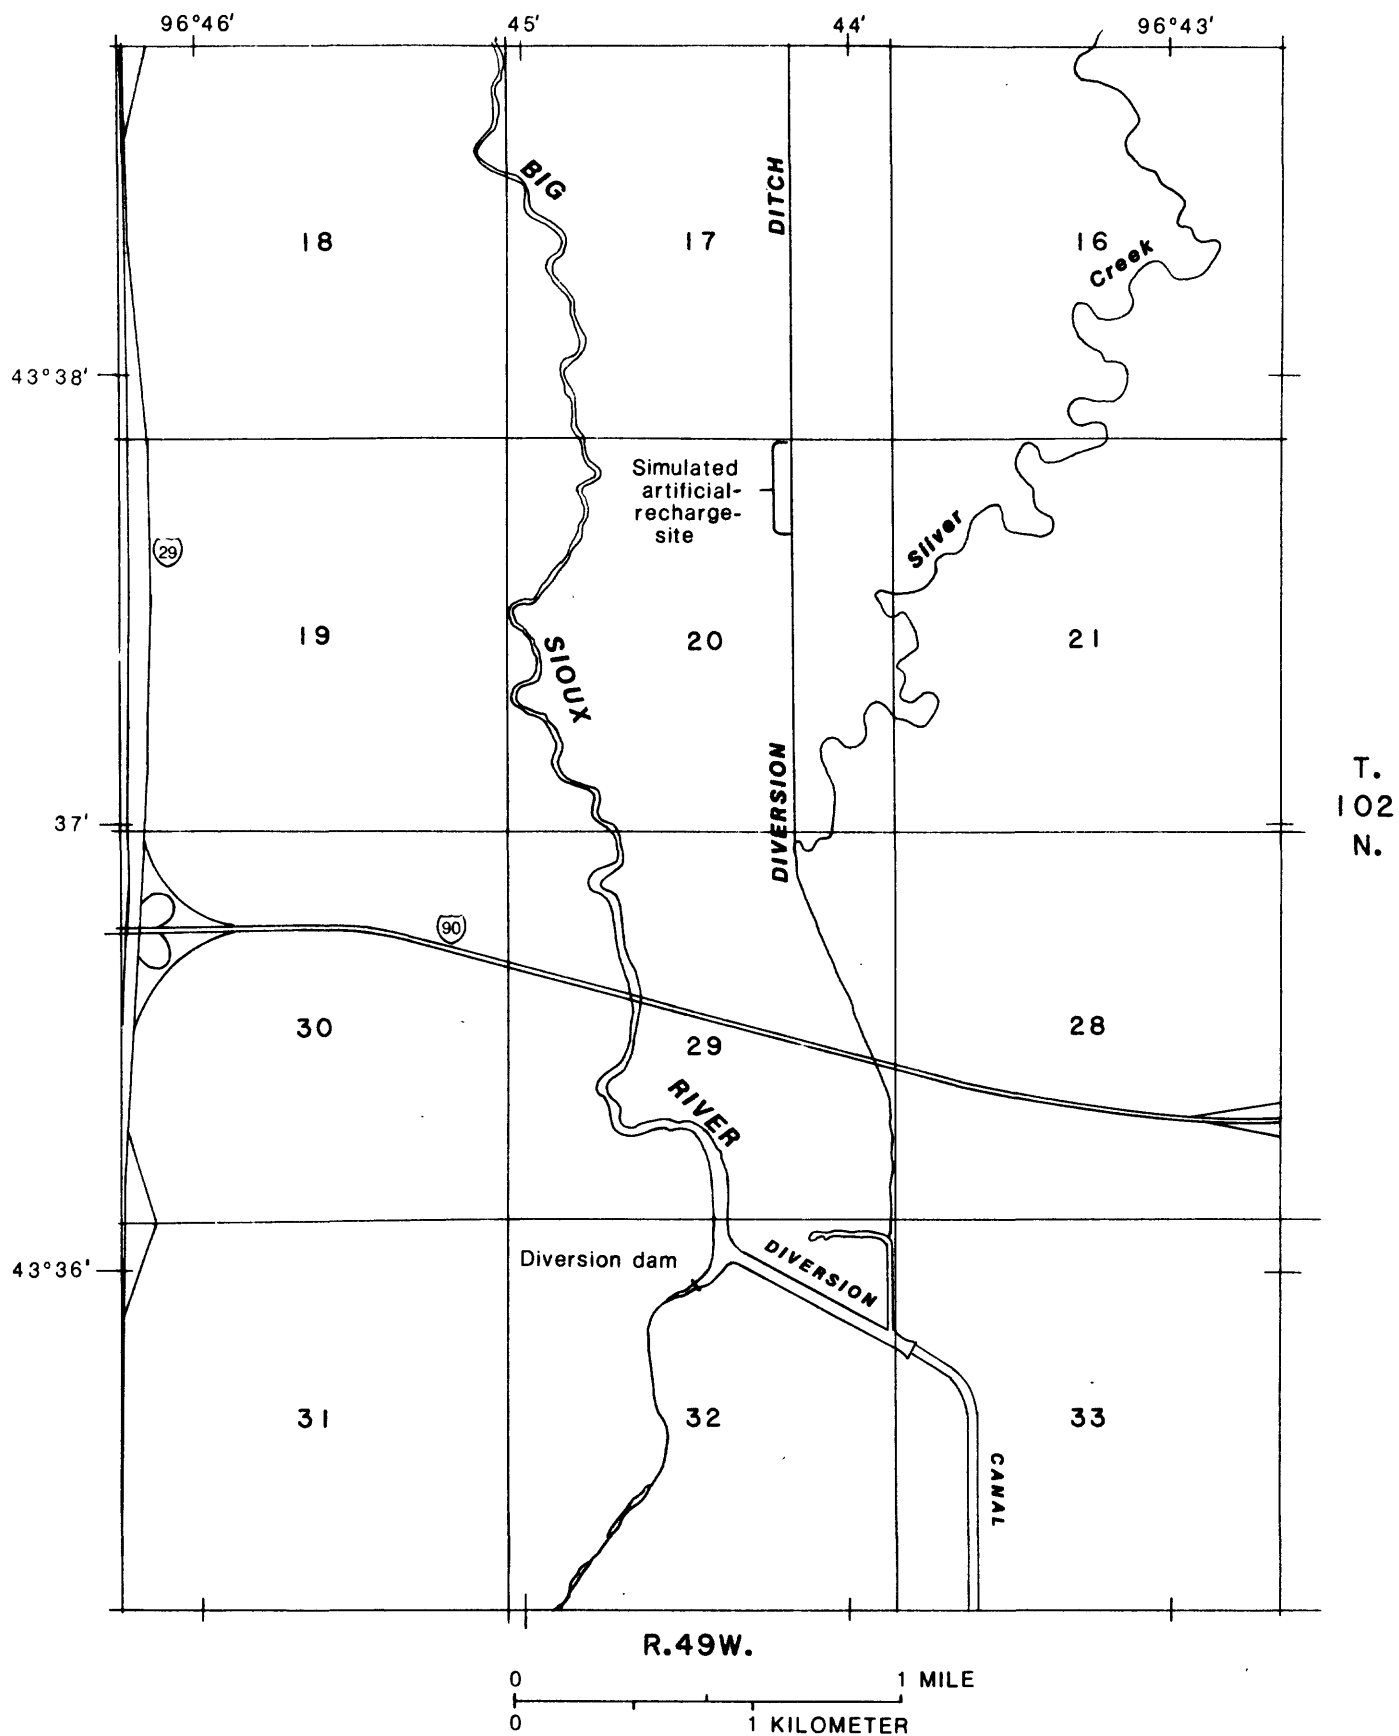 96°46' 45' 44' 96°43'
BIG
DITCH
18 17 16
Creek
43°38'
Simulated
artificial-
recharge-
site
Silver
29
19 20 21
SIOUX
DIVERSION
T.
102
N.
37'
90
30 29 28
RIVER
Diversion dam
DIVERSION
43°36'
31 32 33
CANAL
R.49W.
0 1 MILE
0 1 KILOMETER